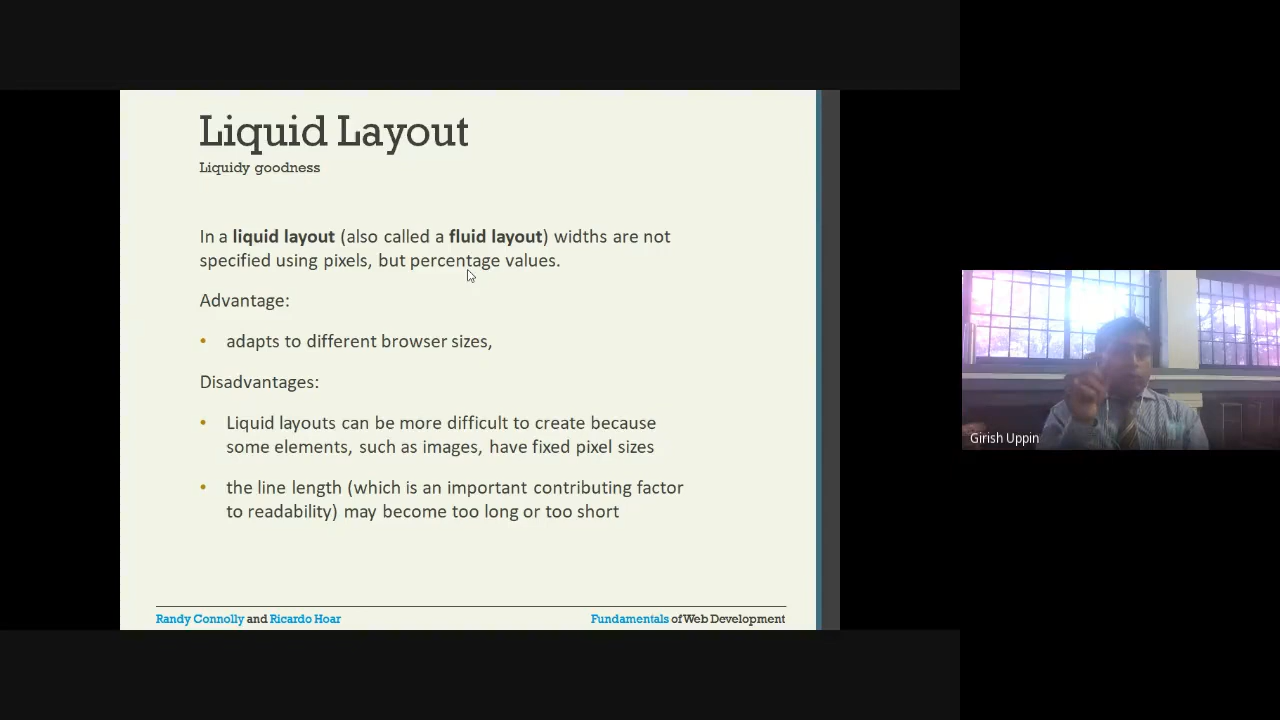 Liquid Layout
Liquidy goodness
In a liquid layout (also called a fluid layout) widths are not
specified using pixels, but percentage values.
Advantage:
• adapts to different browser sizes,
Disadvantages:
• Liquid layouts can be more difficult to create because
some elements, such as images, have fixed pixel sizes
• the line length (which is an important contributing factor
to readability) may become too long or too short
Randy Connolly and Ricardo Hoar
Fundamentals of Web Development
Girish Uppin